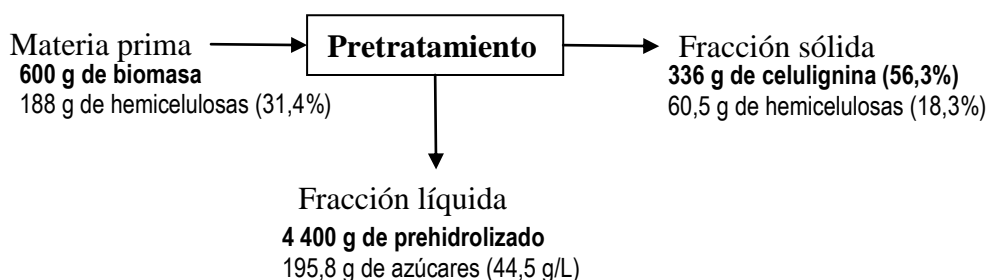 Materia prima
600 g de biomasa
188 g de hemicelulosas (31,4%)
Pretratamiento
Fracción sólida
336 g de celulignina (56,3%)
60,5 g de hemicelulosas (18,3%)
Fracción líquida
4 400 g de prehidrolizado
195,8 g de azúcares (44,5 g/L)